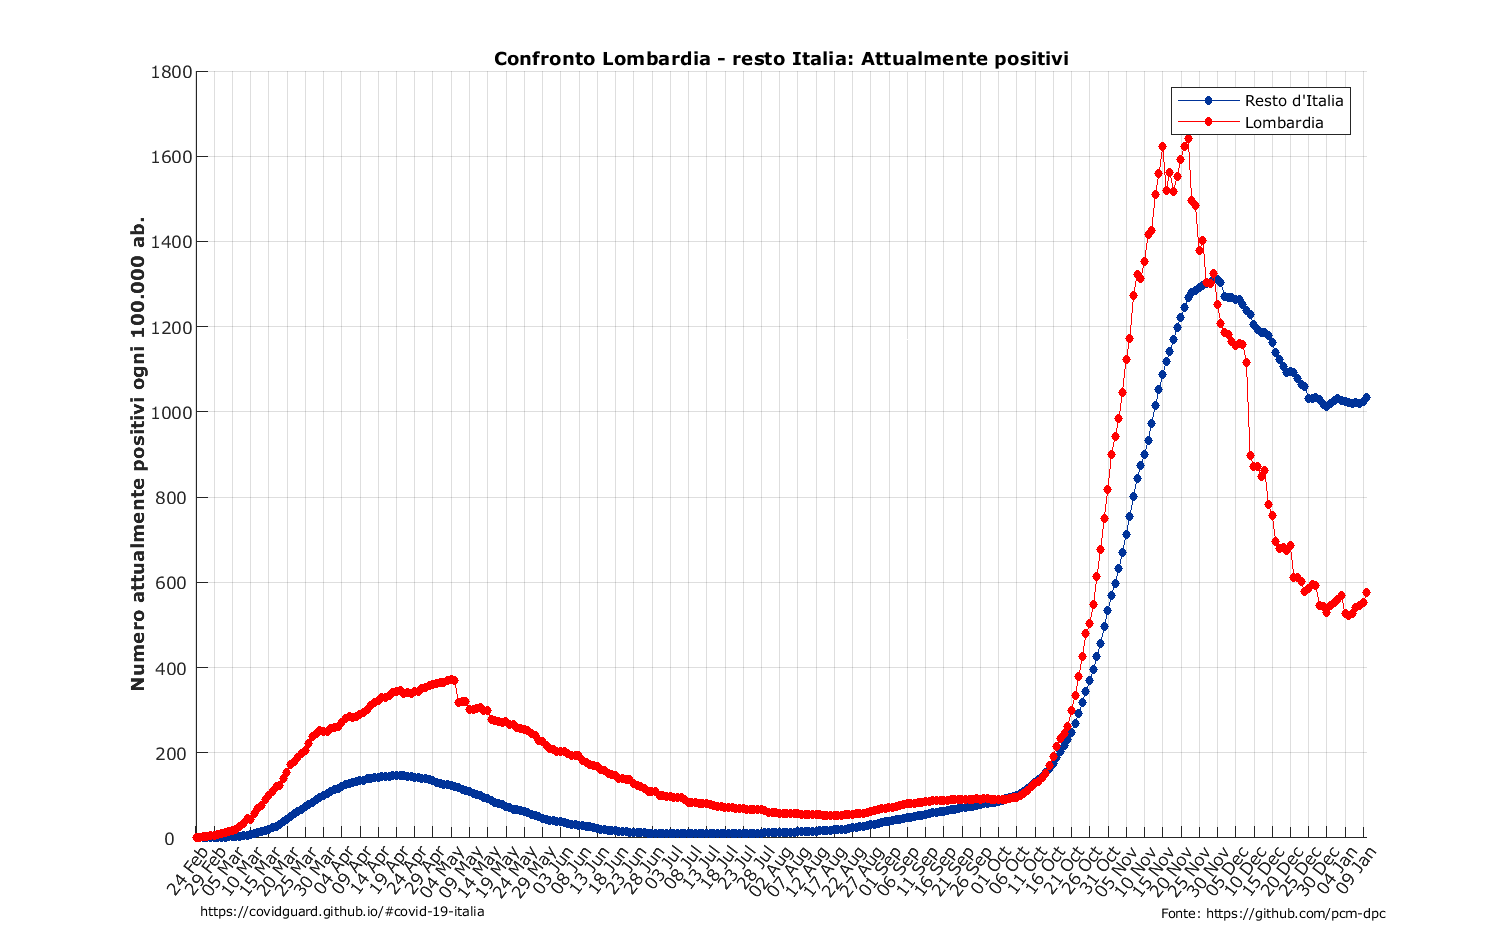 Confronto Lombardia - resto Italia: Attualmente positivi
Resto d'Italia
Lombardia
Numero attualmente positivi ogni 100.000 ab.
1800
1600
1400
1200
1000
800
600
400
200
0
24 Feb
29 Feb
05 Mar
10 Mar
15 Mar
20 Mar
25 Mar
30 Mar
04 Apr
09 Apr
14 Apr
19 Apr
24 Apr
29 Apr
04 May
09 May
14 May
19 May
24 May
29 May
03 Jun
08 Jun
13 Jun
18 Jun
23 Jun
28 Jun
03 Jul
08 Jul
13 Jul
18 Jul
23 Jul
28 Jul
02 Aug
07 Aug
12 Aug
17 Aug
22 Aug
27 Aug
01 Sep
06 Sep
11 Sep
16 Sep
21 Sep
26 Sep
01 Oct
06 Oct
11 Oct
16 Oct
21 Oct
26 Oct
31 Oct
05 Nov
10 Nov
15 Nov
20 Nov
25 Nov
30 Nov
05 Dec
10 Dec
15 Dec
20 Dec
25 Dec
30 Dec
04 Jan
09 Jan
https://covidguard.github.io/#covid-19-italia
Fonte: https://github.com/pcm-dpc